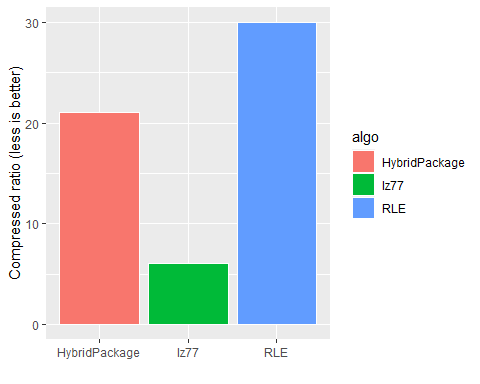 Compressed ratio (less is better)
30
20
10
0
HybridPackage
lz77
RLE
algo
HybridPackage
lz77
RLE